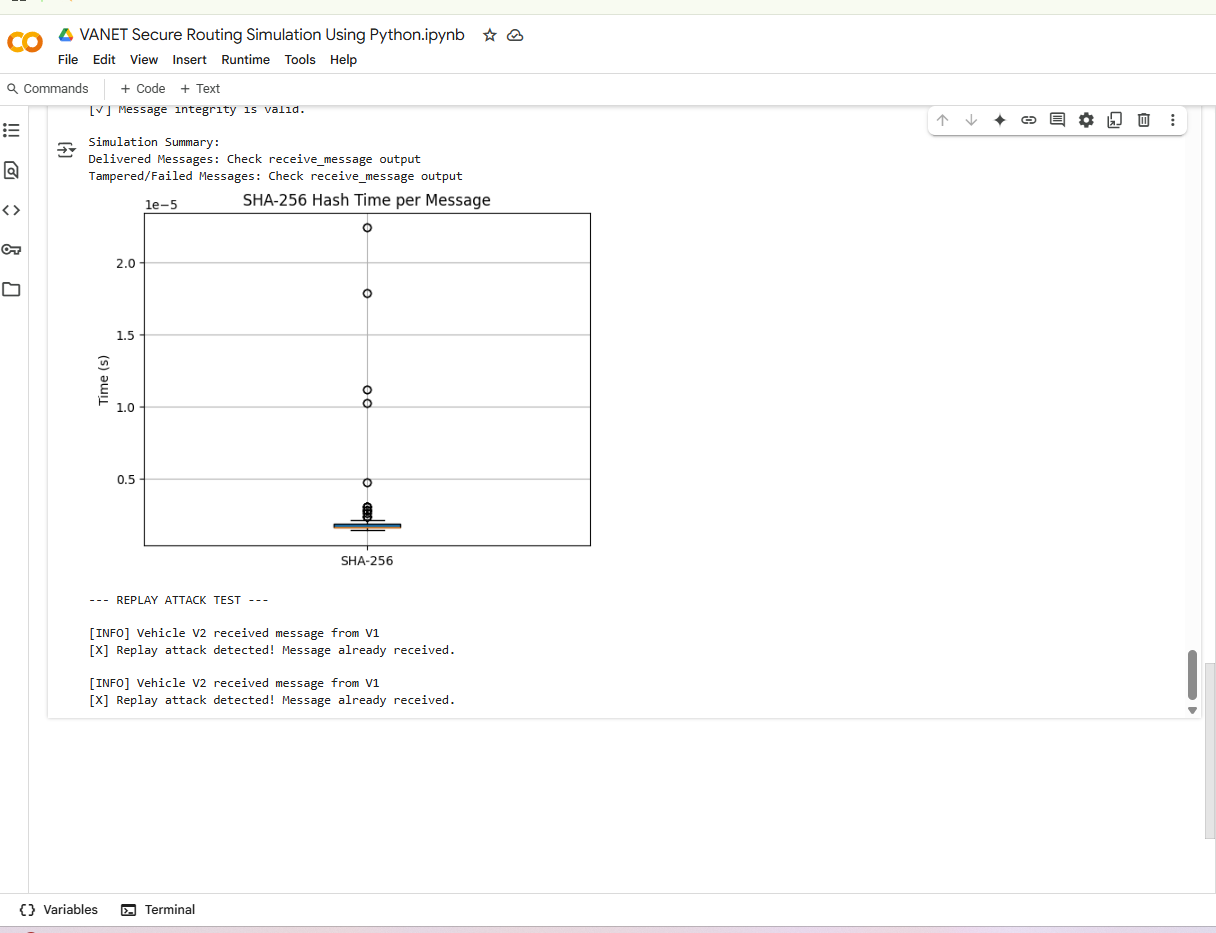 VANET Secure Routing Simulation Using Python.ipynb
File Edit View Insert Runtime Tools Help
Commands + Code + Text
[√] Message integrity is valid.
Simulation Summary:
Delivered Messages: Check receive_message output
Tampered/Failed Messages: Check receive_message output
SHA-256 Hash Time per Message
1e−5
2.0
1.5
1.0
0.5
Time (s)
SHA-256
--- REPLAY ATTACK TEST ---
[INFO] Vehicle V2 received message from V1
[X] Replay attack detected! Message already received.
[INFO] Vehicle V2 received message from V1
[X] Replay attack detected! Message already received.
Variables Terminal